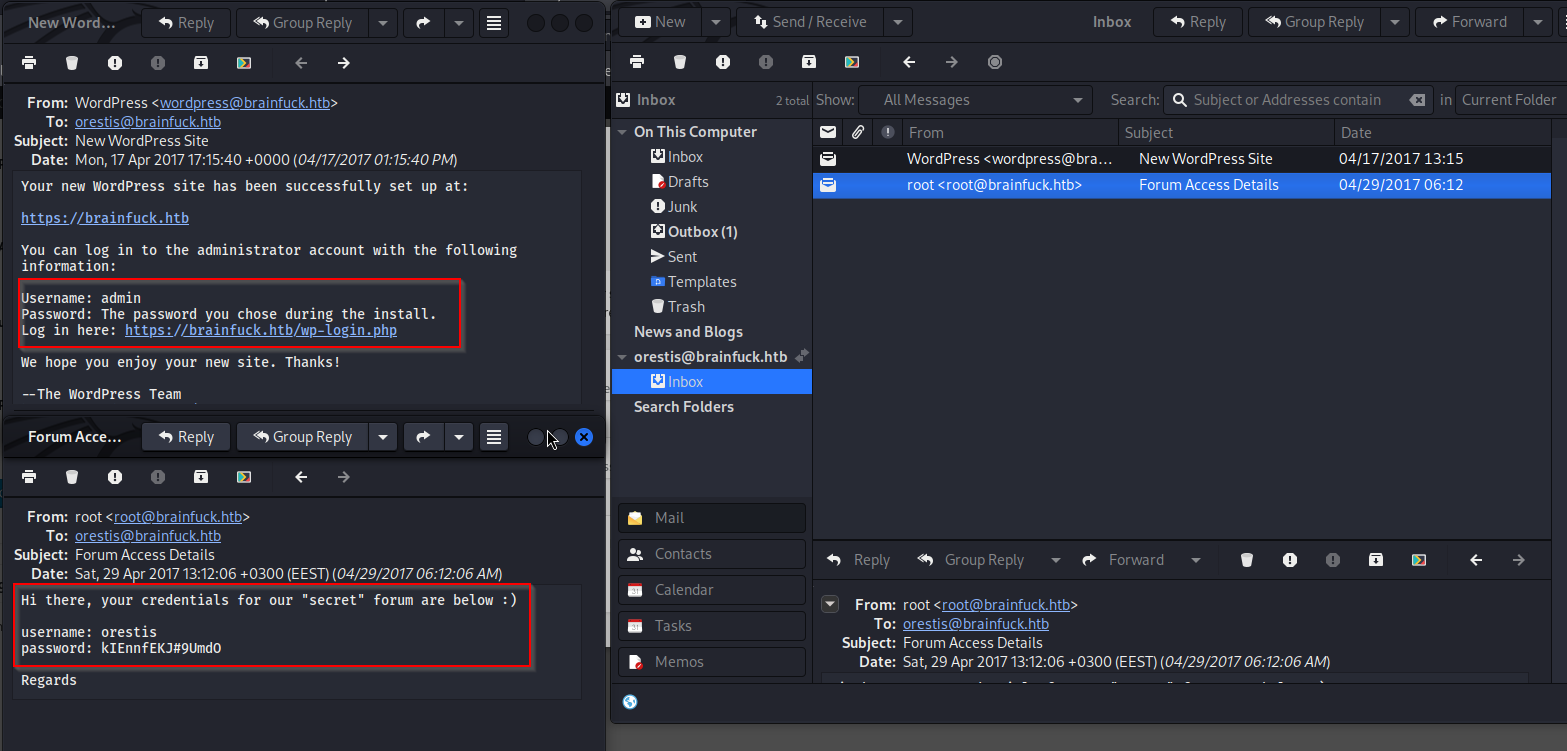 New Word...
Reply
Group Reply
From: WordPress <wordpress@brainfuck.htb>
To: orestis@brainfuck.htb
Subject: New WordPress Site
Date: Mon, 17 Apr 2017 17:15:40 +0000 (04/17/2017 01:15:40 PM)
Your new WordPress site has been successfully set up at:
https://brainfuck.htb
You can log in to the administrator account with the following
information:
Username: admin
Password: The password you chose during the install.
Log in here: https://brainfuck.htb/wp-login.php
We hope you enjoy your new site. Thanks!
--The WordPress Team
Forum Acce...
Reply
Group Reply
From: root <root@brainfuck.htb>
To: orestis@brainfuck.htb
Subject: Forum Access Details
Date: Sat, 29 Apr 2017 13:12:06 +0300 (EEST) (04/29/2017 06:12:06 AM)
Hi there, your credentials for our "secret" forum are below :)
username: orestis
password: kIEnnfEKJ#9UmdO
Regards
New
Send / Receive
Inbox
Reply
Group Reply
Forward
Inbox
2 total
Show:
All Messages
Search:
Subject or Addresses contain
in
Current Folder
On This Computer
Inbox
Drafts
Junk
Outbox (1)
Sent
Templates
Trash
News and Blogs
orestis@brainfuck.htb
Inbox
Search Folders
Mail
Contacts
Calendar
Tasks
Memos
From Subject Date
WordPress <wordpress@bra... New WordPress Site 04/17/2017 13:15
root <root@brainfuck.htb> Forum Access Details 04/29/2017 06:12
Reply
Group Reply
Forward
From: root <root@brainfuck.htb>
To: orestis@brainfuck.htb
Subject: Forum Access Details
Date: Sat, 29 Apr 2017 13:12:06 +0300 (EEST) (04/29/2017 06:12:06 AM)